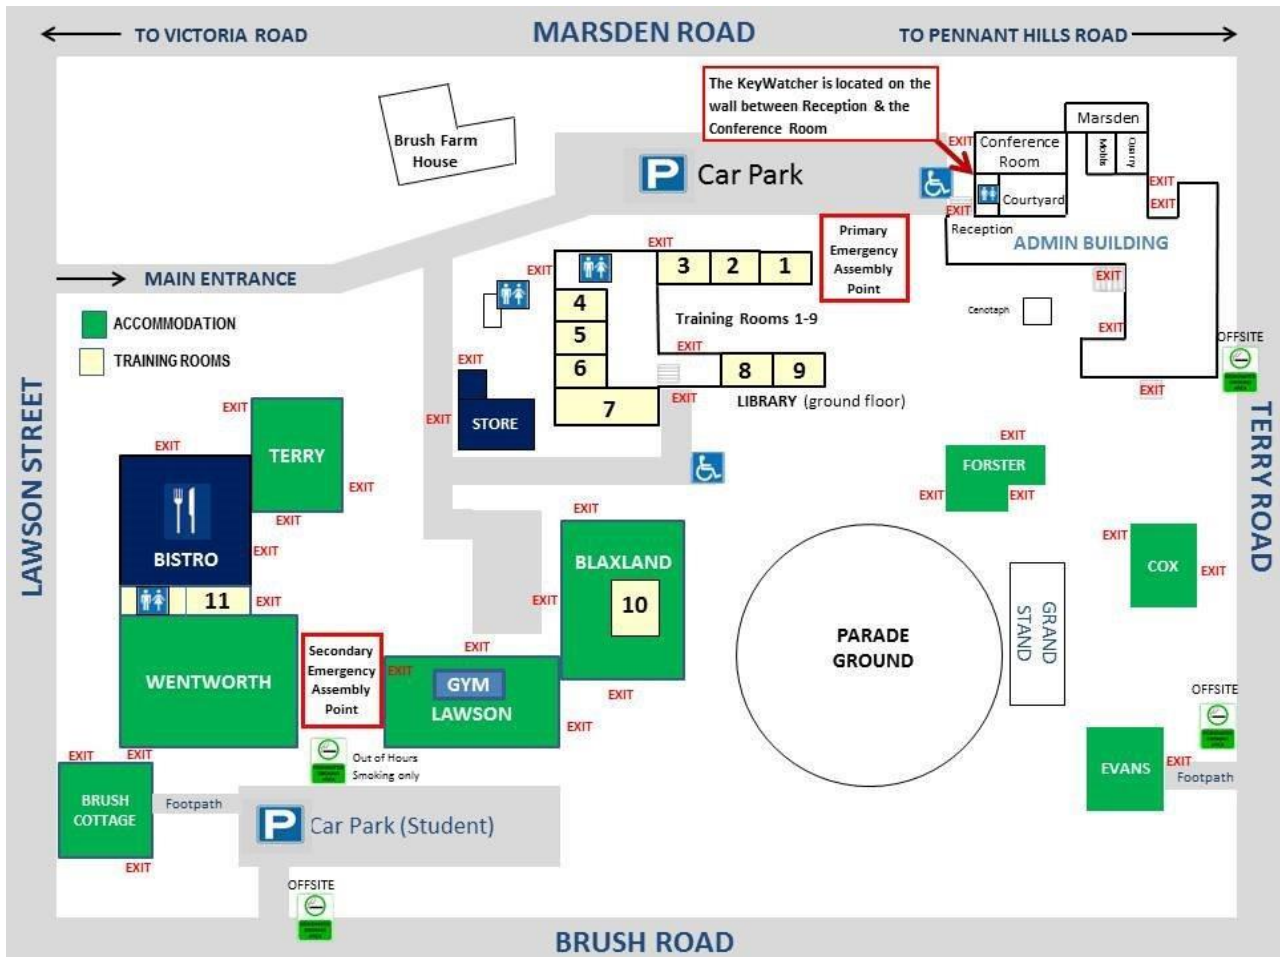 MARSDEN ROAD
TO VICTORIA ROAD
TO PENNANT HILLS ROAD
The KeyWatcher is located on the
wall between Reception & the
Conference Room
Brush Farm
House
P Car Park
EXIT
Conference
Room
Marsden
Mobile
Quarry
Courtyard
EXIT
EXIT
EXIT
Reception
ADMIN BUILDING
EXIT
EXIT
EXIT
Cenotaph
Primary
Emergency
Assembly
Point
MAIN ENTRANCE
ACCOMMODATION
TRAINING ROOMS
EXIT
EXIT
3
2
1
4
5
6
7
8
9
Training Rooms 1-9
EXIT
EXIT
LIBRARY (ground floor)
EXIT
EXIT
STORE
OFFSITE
LAWSON STREET
TERRY ROAD
EXIT
TERRY
EXIT
EXIT
EXIT
BISTRO
EXIT
11
EXIT
WENTWORTH
Secondary
Emergency
Assembly
Point
EXIT
EXIT
GYM
LAWSON
EXIT
EXIT
BLAXLAND
10
EXIT
EXIT
PARADE
GROUND
GRAND
STAND
EXIT
FORSTER
EXIT
EXIT
EXIT
COX
EXIT
OFFSITE
EVANS
EXIT
Footpath
Out of Hours
Smoking only
EXIT
EXIT
BRUSH
COTTAGE
EXIT
Footpath
P Car Park (Student)
OFFSITE
BRUSH ROAD